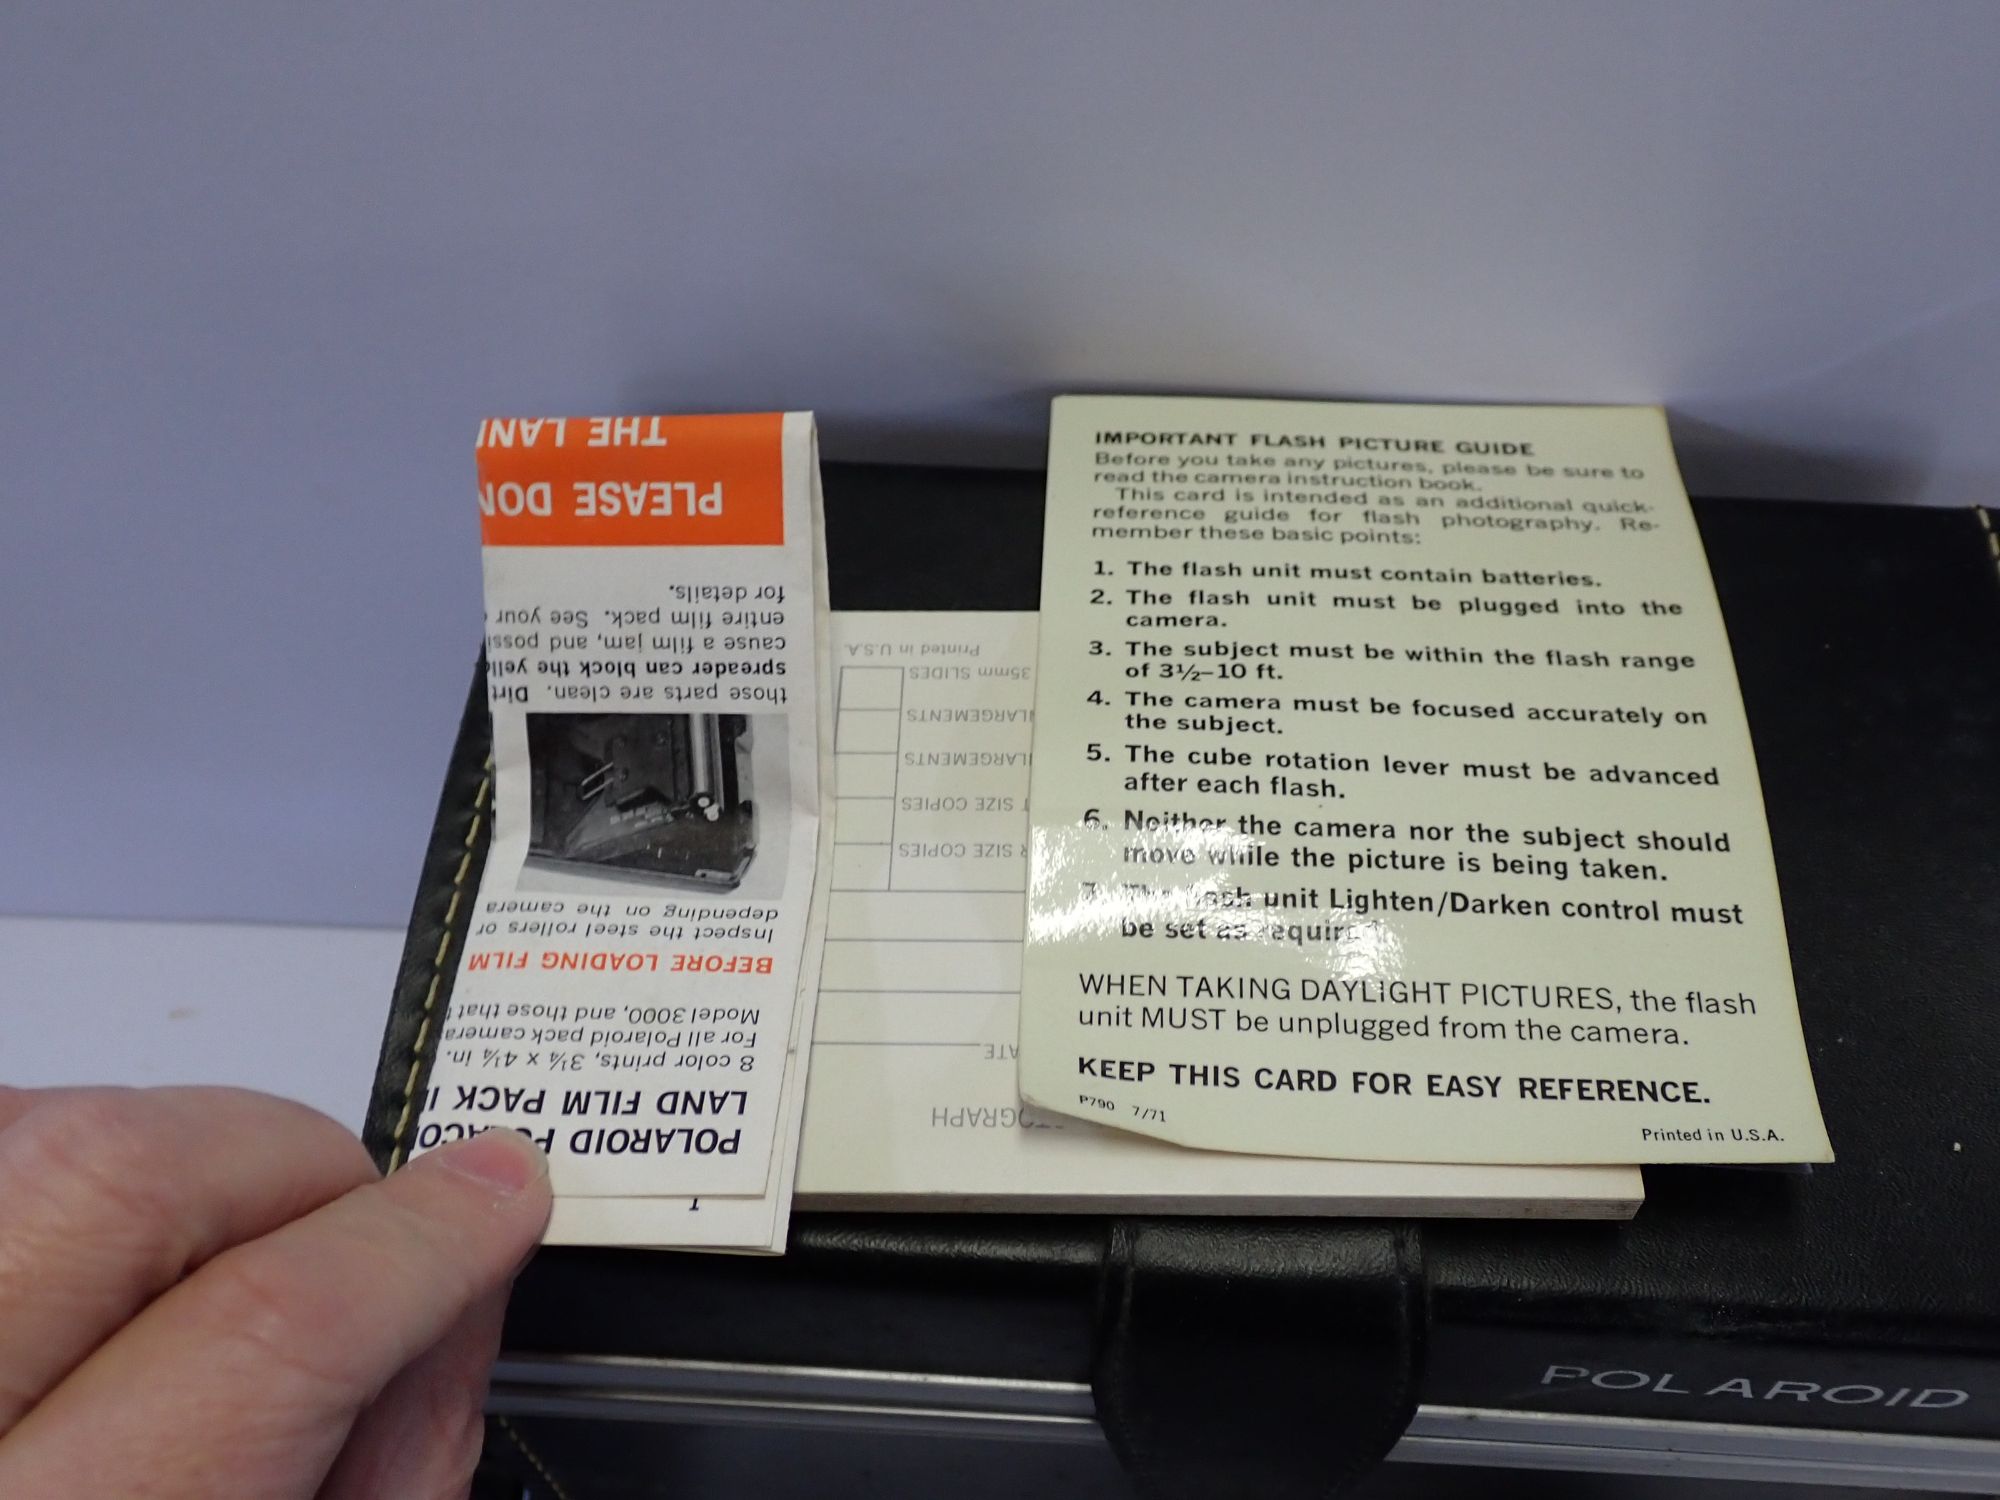 IMPORTANT FLASH PICTURE GUIDE
Before you take any pictures, please be sure to
read the camera instruction book.
This card is intended as an additional quick-
reference guide for flash photography. Re-
member these basic points:
1. The flash unit must contain batteries.
2. The flash unit must be plugged into the
camera.
3. The subject must be within the flash range
of 3½–10 ft.
4. The camera must be focused accurately on
the subject.
5. The cube rotation lever must be advanced
after each flash.
6. Neither the camera nor the subject should
move while the picture is being taken.
7. The flash unit Lighten/Darken control must
be set as required.
WHEN TAKING DAYLIGHT PICTURES, the flash
unit MUST be unplugged from the camera.
KEEP THIS CARD FOR EASY REFERENCE.
P790 7/71
Printed in U.S.A.
POLAROID
LAND FILM PACK
8 color prints, 3¼ x 4¼ in.
For all Polaroid pack camera
Model 3000, and those that
BEFORE LOADING FILM
Inspect the steel rollers or
depending on the camera
those parts are clean. Dirt
spreader can block the
cause a film jam, and
entire film pack. See your
for details.
PLEASE DON
THE
SIZE COPIES
SIZE COPIES
35mm SLIDES
Printed in U.S.A.
POLAROID